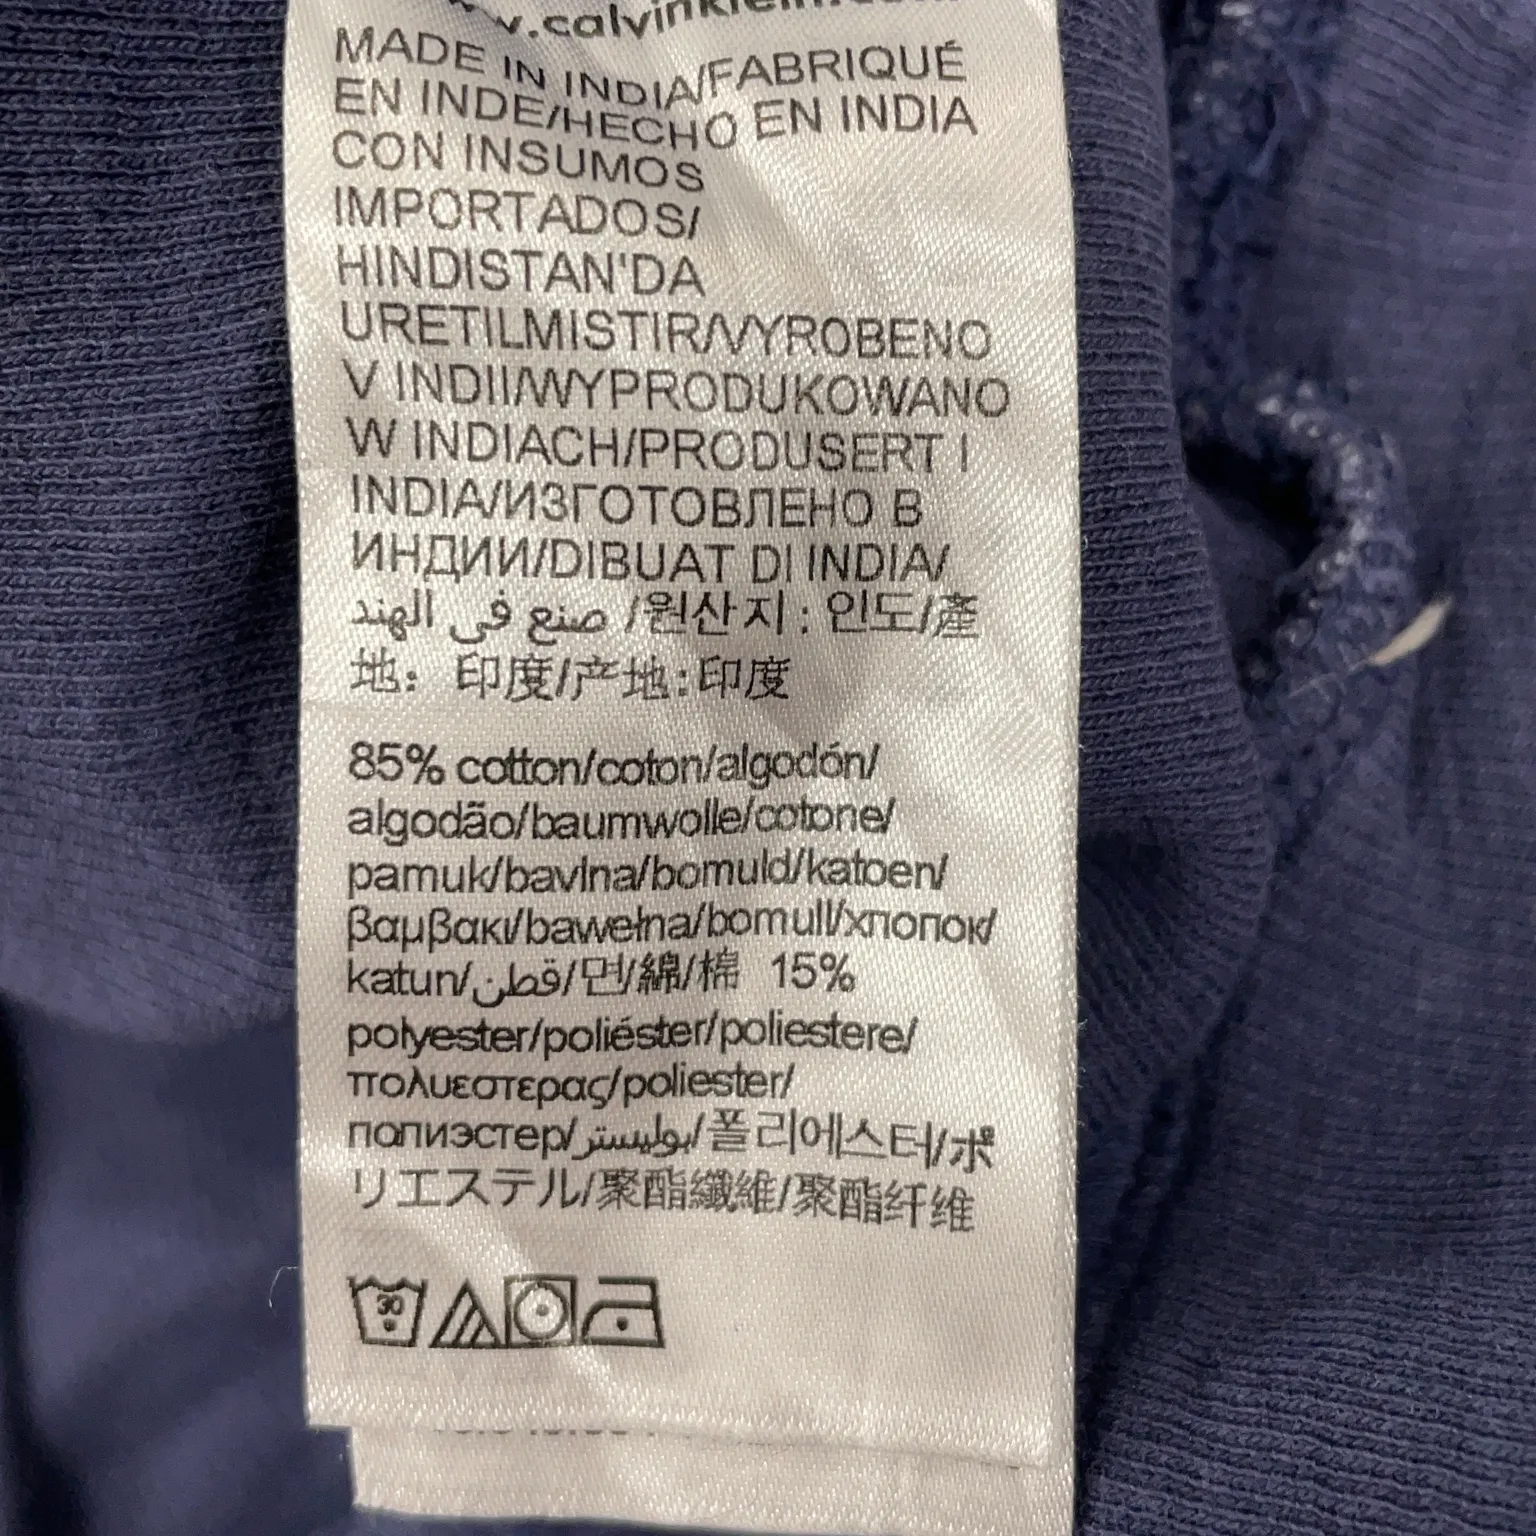 www.calvinklein.com
MADE IN INDIA/FABRIQUÉ
EN INDE/HECHO EN INDIA
CON INSUMOS
IMPORTADOS/
HINDISTAN'DA
URETILMISTIR/VYROBENO
V INDII/WYPRODUKOWANO
W INDIACH/PRODUSERT I
INDIA/ИЗГОТОВЛЕНО В
ИНДИИ/DIBUAT DI INDIA/
صنع في الهند /원산지: 인도/產
地: 印度/产地:印度
85% cotton/coton/algodón/
algodão/baumwolle/cotone/
pamuk/bavlna/bomuld/katoen/
βαμβακι/bawełna/bomull/хлопок/
katun/قطن/면/綿/棉 15%
polyester/poliéster/poliestere/
πολυεστερας/poliester/
полиэстер/بوليستر/폴리에스터/ポ
リエステル/聚酯纖維/聚酯纤维
30